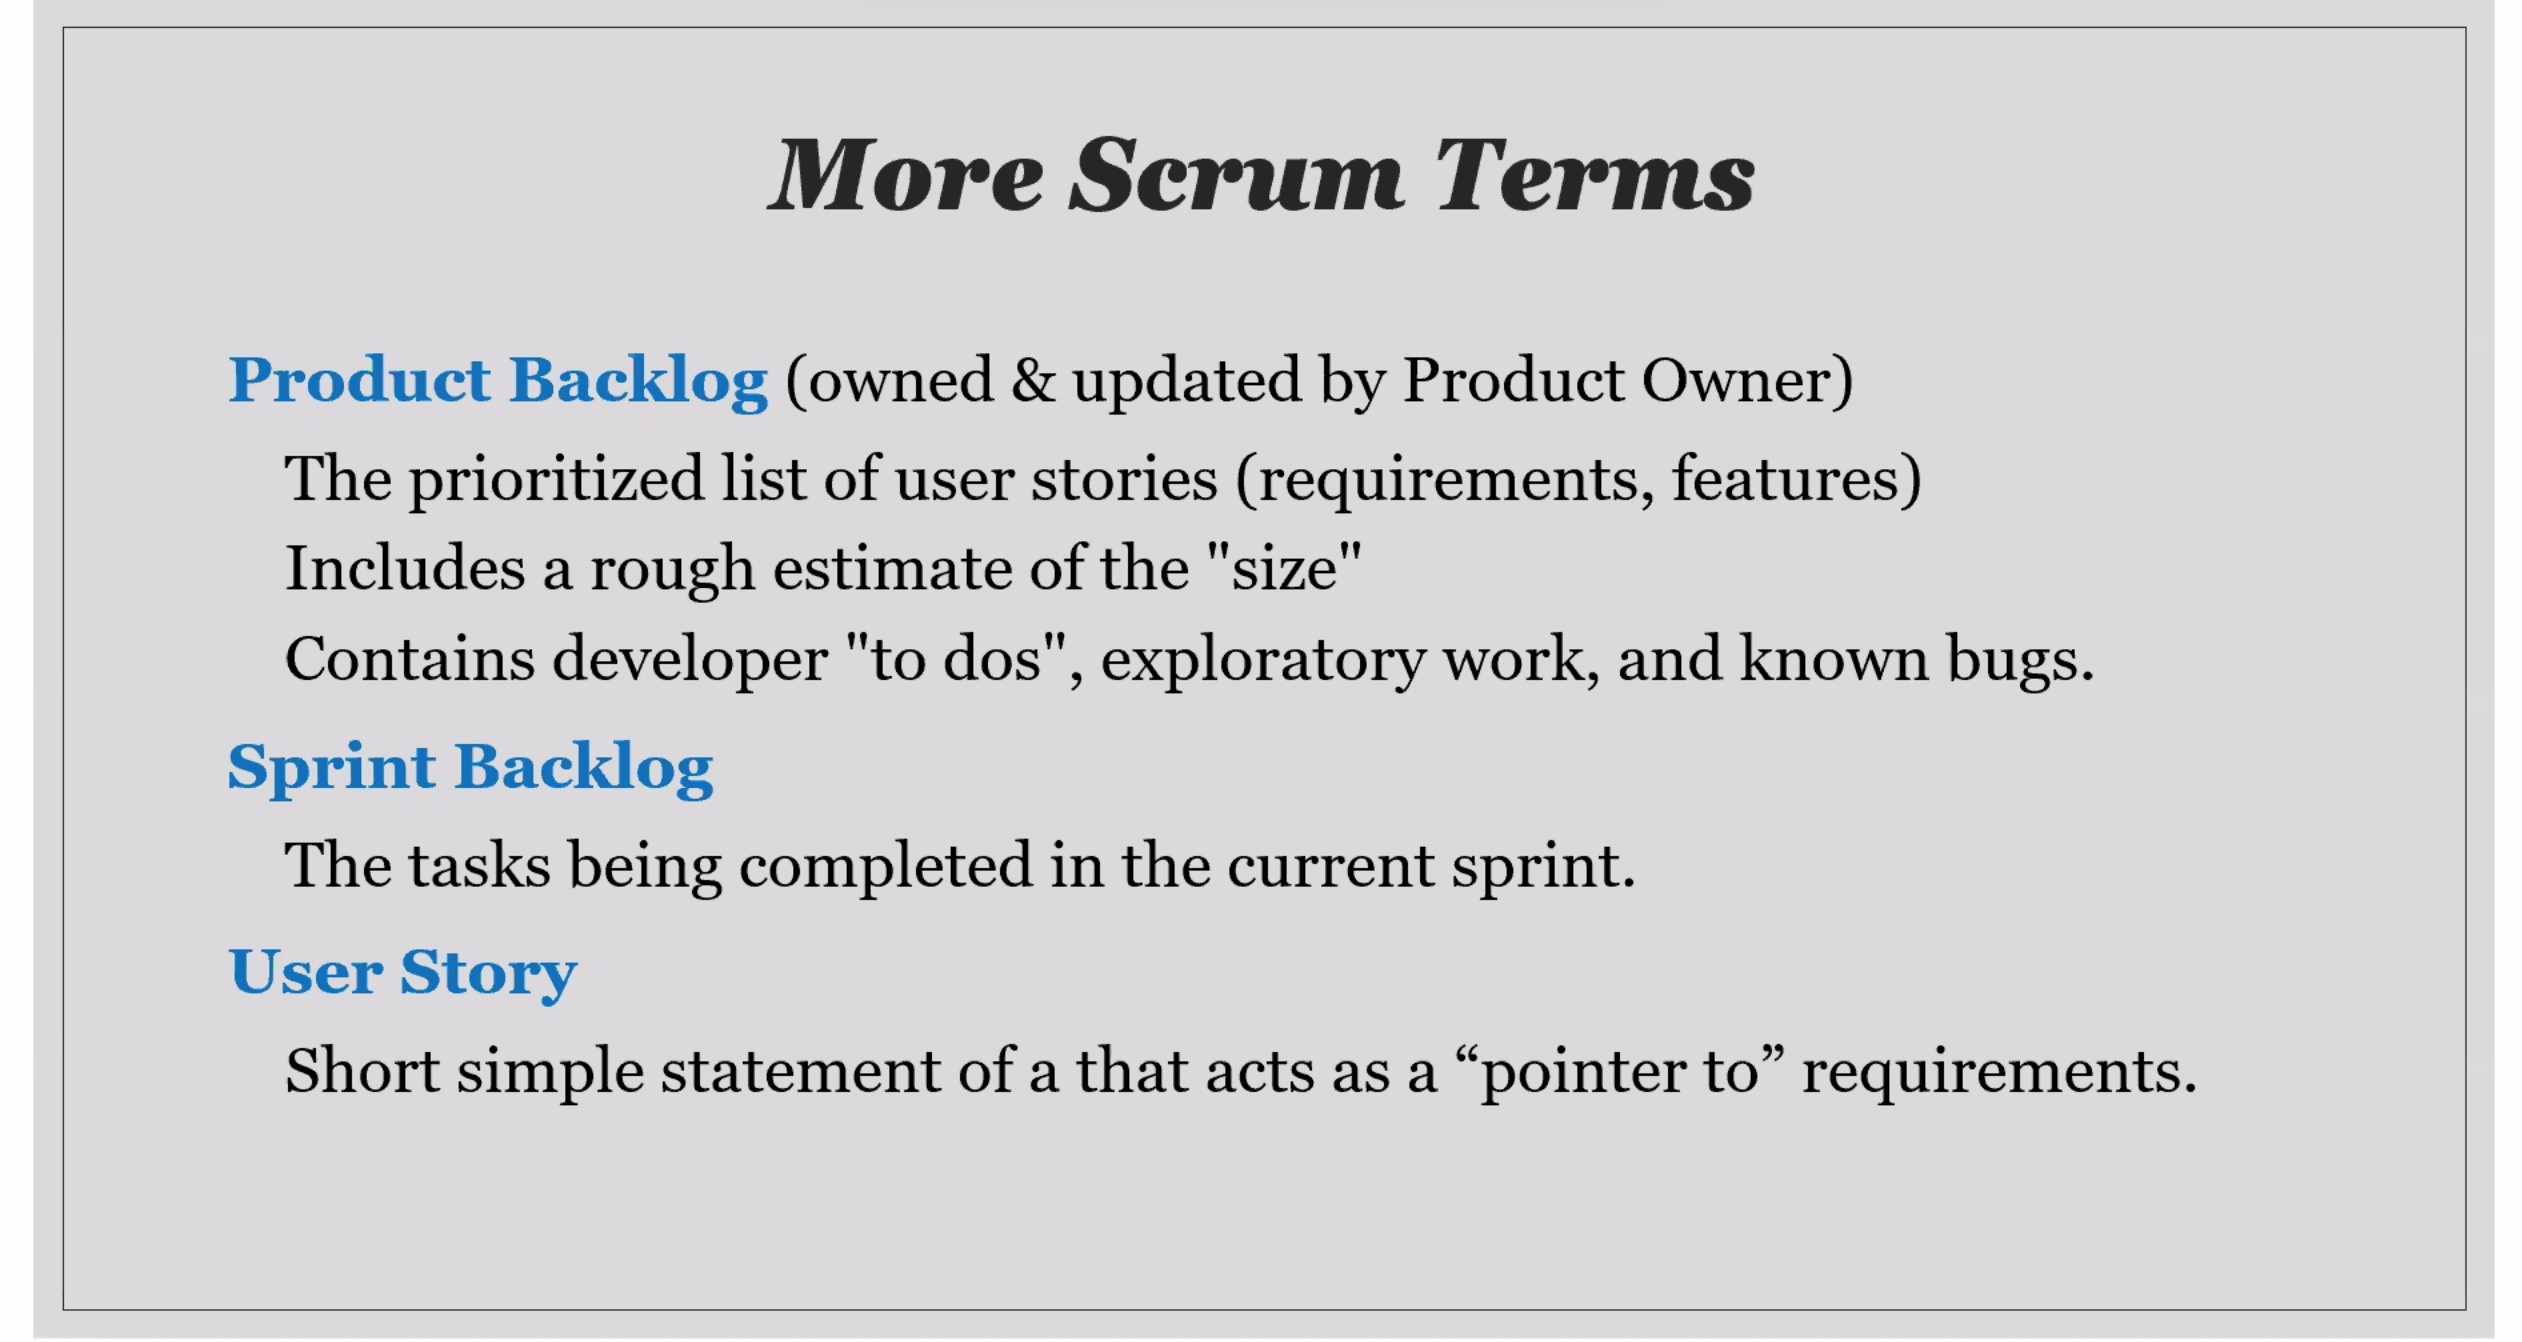 More Scrum Terms
Product Backlog (owned & updated by Product Owner)
The prioritized list of user stories (requirements, features)
Includes a rough estimate of the "size"
Contains developer "to dos", exploratory work, and known bugs.
Sprint Backlog
The tasks being completed in the current sprint.
User Story
Short simple statement of a that acts as a “pointer to” requirements.